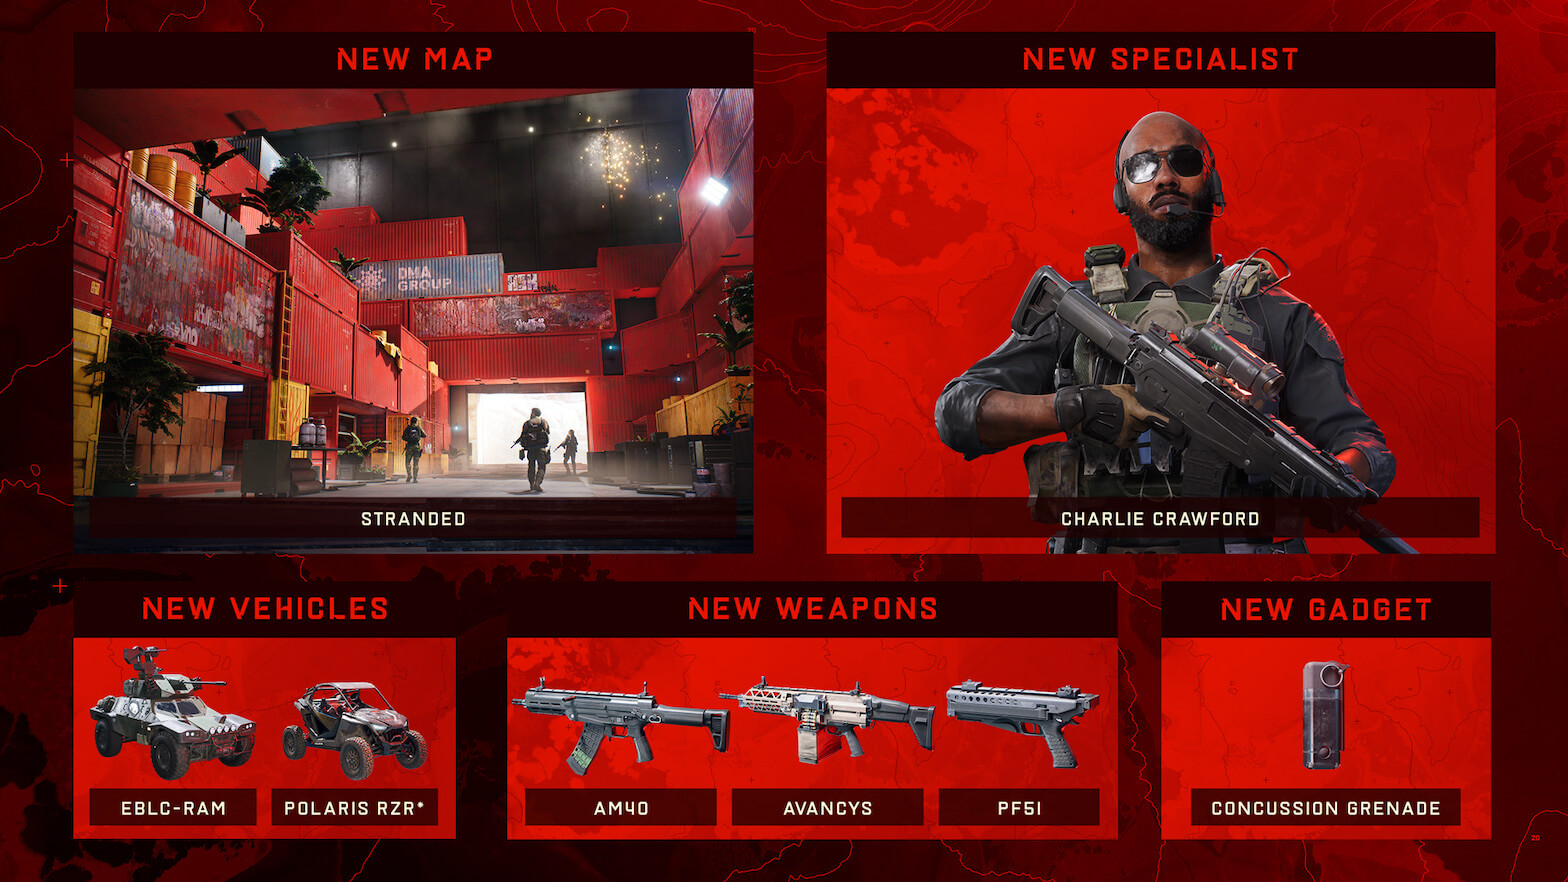 NEW MAP
DMA
GROUP
STRANDED
NEW SPECIALIST
CHARLIE CRAWFORD
NEW VEHICLES
EBLC-RAM
POLARIS RZR*
NEW WEAPONS
AM40
AVANCYS
PF51
NEW GADGET
CONCUSSION GRENADE
20